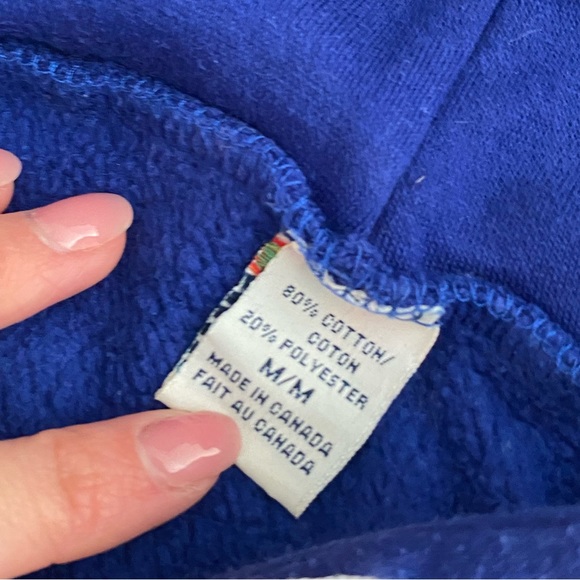 80% COTTON/
COTON
20% POLYESTER
M/M
MADE IN CANADA
FAIT AU CANADA